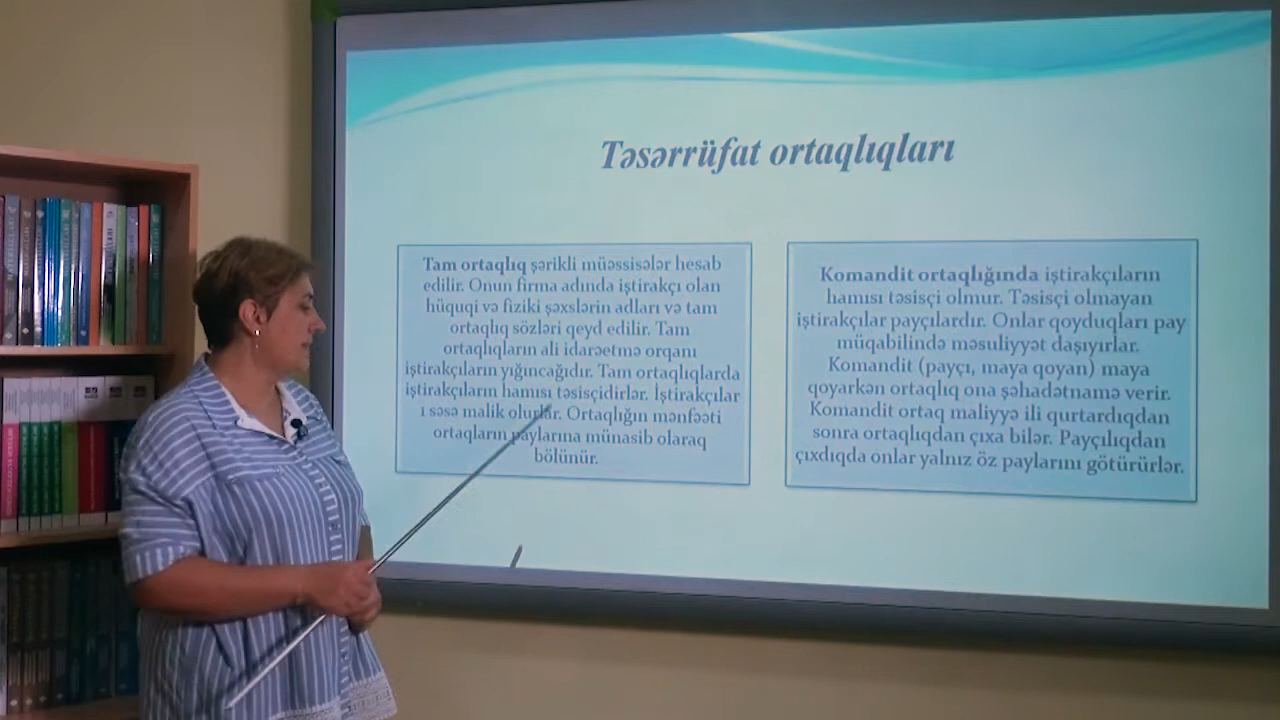 Təsərrüfat ortaqlıqları
Tam ortaqlıq şərikli müəssisələr hesab
edilir. Onun firma adında iştirakçı olan
hüquqi və fiziki şəxslərin adları və tam
ortaqlıq sözləri qeyd edilir. Tam
ortaqlıqların ali idarəetmə orqanı
iştirakçıların yığıncağıdır. Tam ortaqlıqlarda
iştirakçıların hamısı təsisçidirlər. İştirakçılar
1 səsə malik olurlar. Ortaqlığın mənfəəti
ortaqların paylarına münasib olaraq
bölünür.
Komandit ortaqlığında iştirakçıların
hamısı təsisçi olmur. Təsisçi olmayan
iştirakçılar payçılardır. Onlar qoyduqları pay
müqabilində məsuliyyət daşıyırlar.
Komandit (payçı, maya qoyan) maya
qoyarkən ortaqlıq ona şəhadətnamə verir.
Komandit ortaq maliyyə ili qurtardıqdan
sonra ortaqlıqdan çıxa bilər. Payçılıqdan
çıxdıqda onlar yalnız öz paylarını götürürlər.